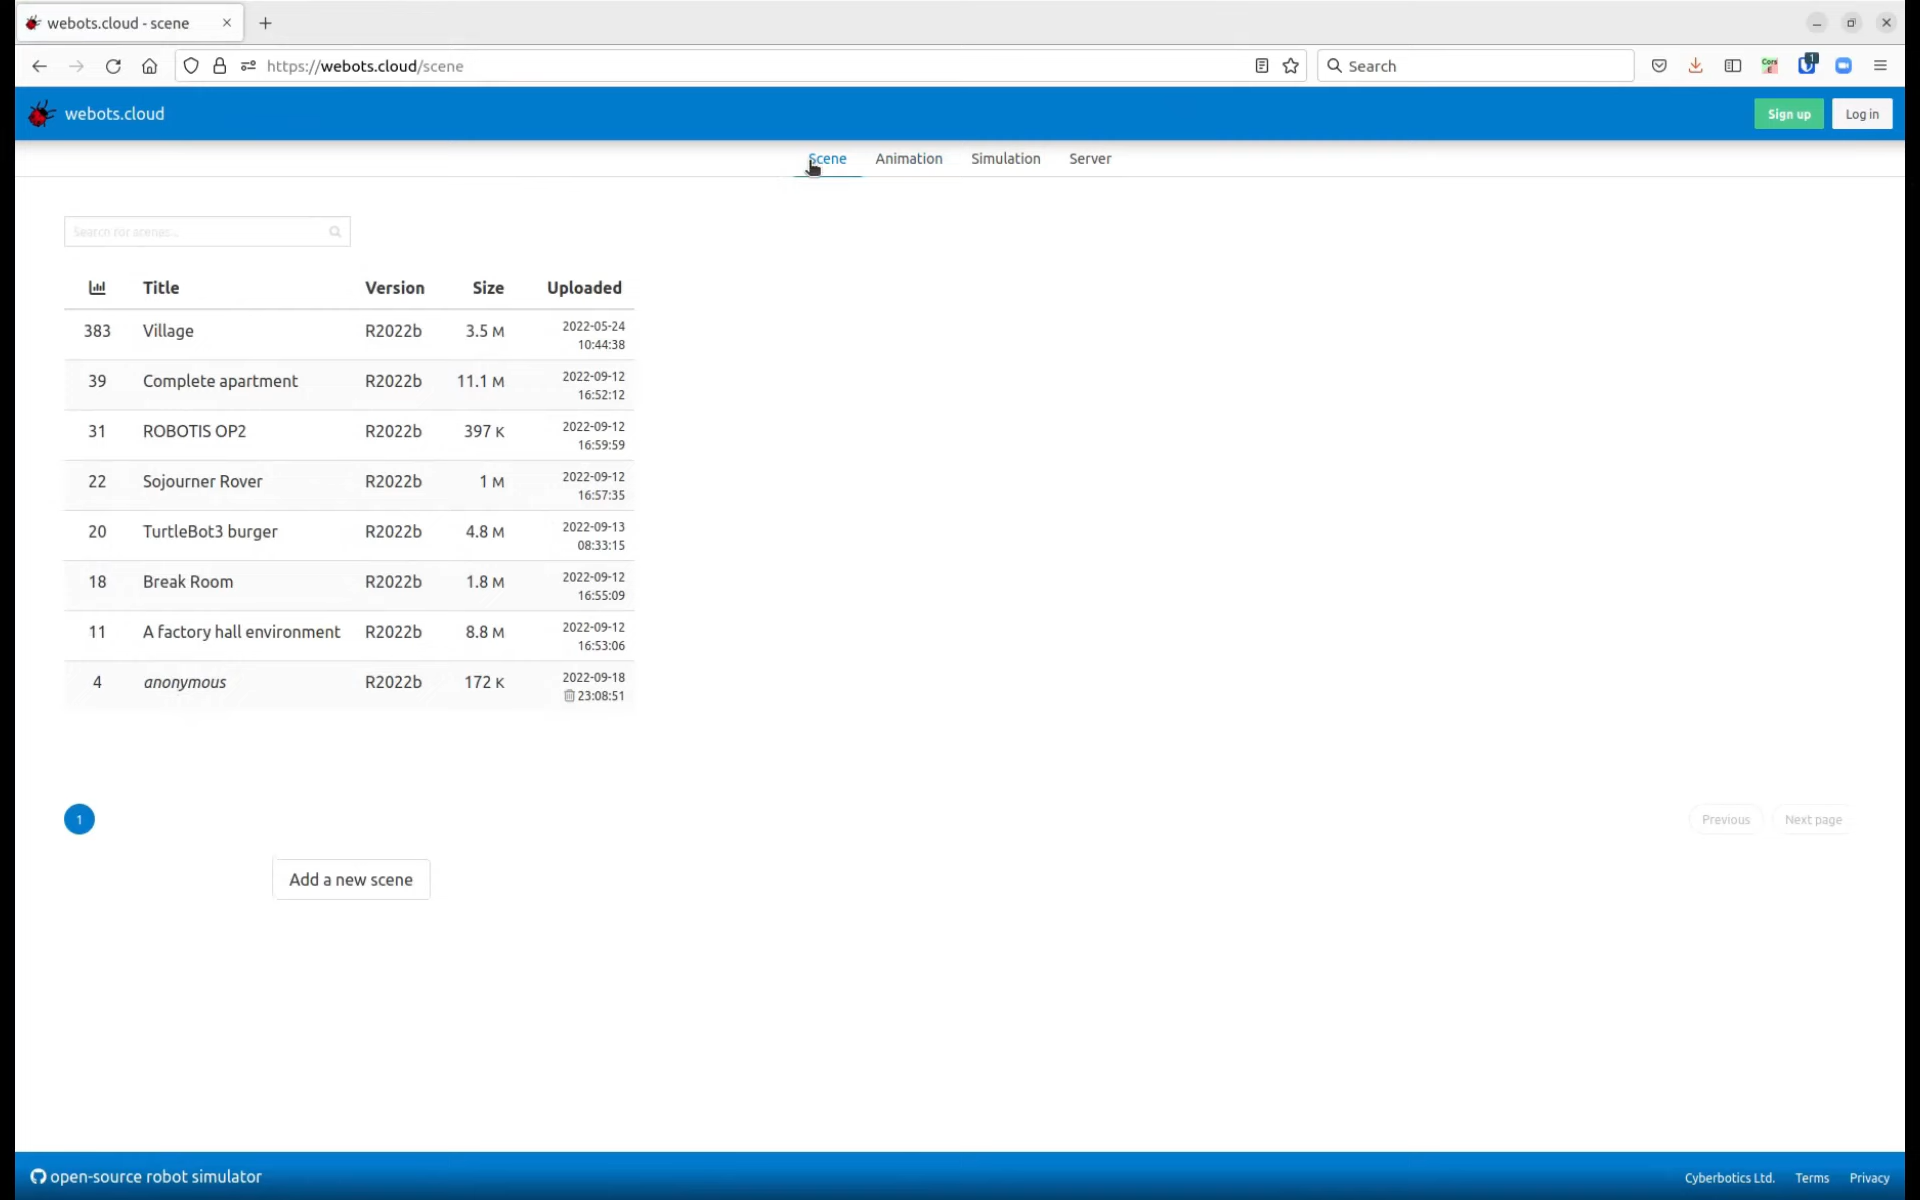 webots.cloud - scene
https://webots.cloud/scene
Search
Cors
E
1
webots.cloud
Sign up
Log in
Scene
Animation
Simulation
Server
Search for scenes...
Title
Version
Size
Uploaded
383
Village
R2022b
3.5 M
2022-05-24
10:44:38
39
Complete apartment
R2022b
11.1 M
2022-09-12
16:52:12
31
ROBOTIS OP2
R2022b
397 K
2022-09-12
16:59:59
22
Sojourner Rover
R2022b
1 M
2022-09-12
16:57:35
20
TurtleBot3 burger
R2022b
4.8 M
2022-09-13
08:33:15
18
Break Room
R2022b
1.8 M
2022-09-12
16:55:09
11
A factory hall environment
R2022b
8.8 M
2022-09-12
16:53:06
4
anonymous
R2022b
172 K
2022-09-18
23:08:51
1
Previous
Next page
Add a new scene
open-source robot simulator
Cyberbotics Ltd.
Terms
Privacy